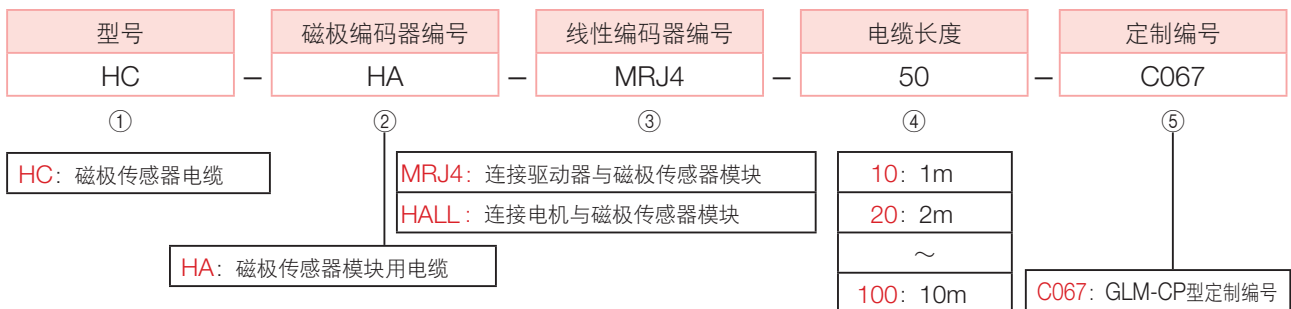 型号 磁极编码器编号 线性编码器编号 电缆长度 定制编号
HC – HA – MRJ4 – 50 – C067
① ② ③ ④ ⑤
HC：磁极传感器电缆
HA：磁极传感器模块用电缆
MRJ4：连接驱动器与磁极传感器模块
HALL：连接电机与磁极传感器模块
10：1m
20：2m
～
100：10m
C067：GLM-CP型定制编号